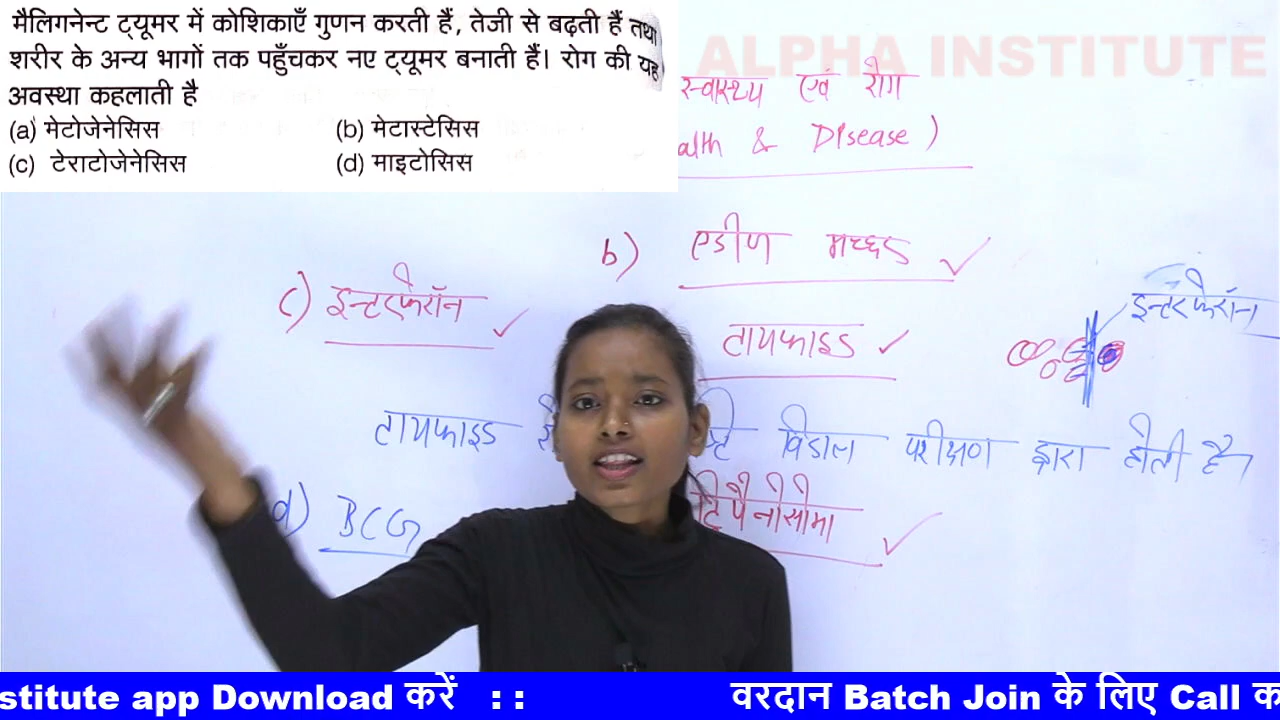 मैलिगनेन्ट ट्यूमर में कोशिकाएँ गुणन करती हैं, तेजी से बढ़ती हैं तथा
शरीर के अन्य भागों तक पहुँचकर नए ट्यूमर बनाती हैं। रोग की यह
अवस्था कहलाती है
(a) मेटोजेनेसिस (b) मेटास्टेसिस
(c) टेराटोजेनेसिस (d) माइटोसिस
ALPHA INSTITUTE
स्वास्थ्य एवं रोग
alth & Disease )
b) एडीज मच्छड़
c) इन्टरफेरॉन
इन्टरफेरॉन
टायफाइड
टायफाइड विडाल परीक्षण द्वारा होती है
ट्रिपैनोसोमा
d) BCG
stitute app Download करें : : वरदान Batch Join के लिए Call क